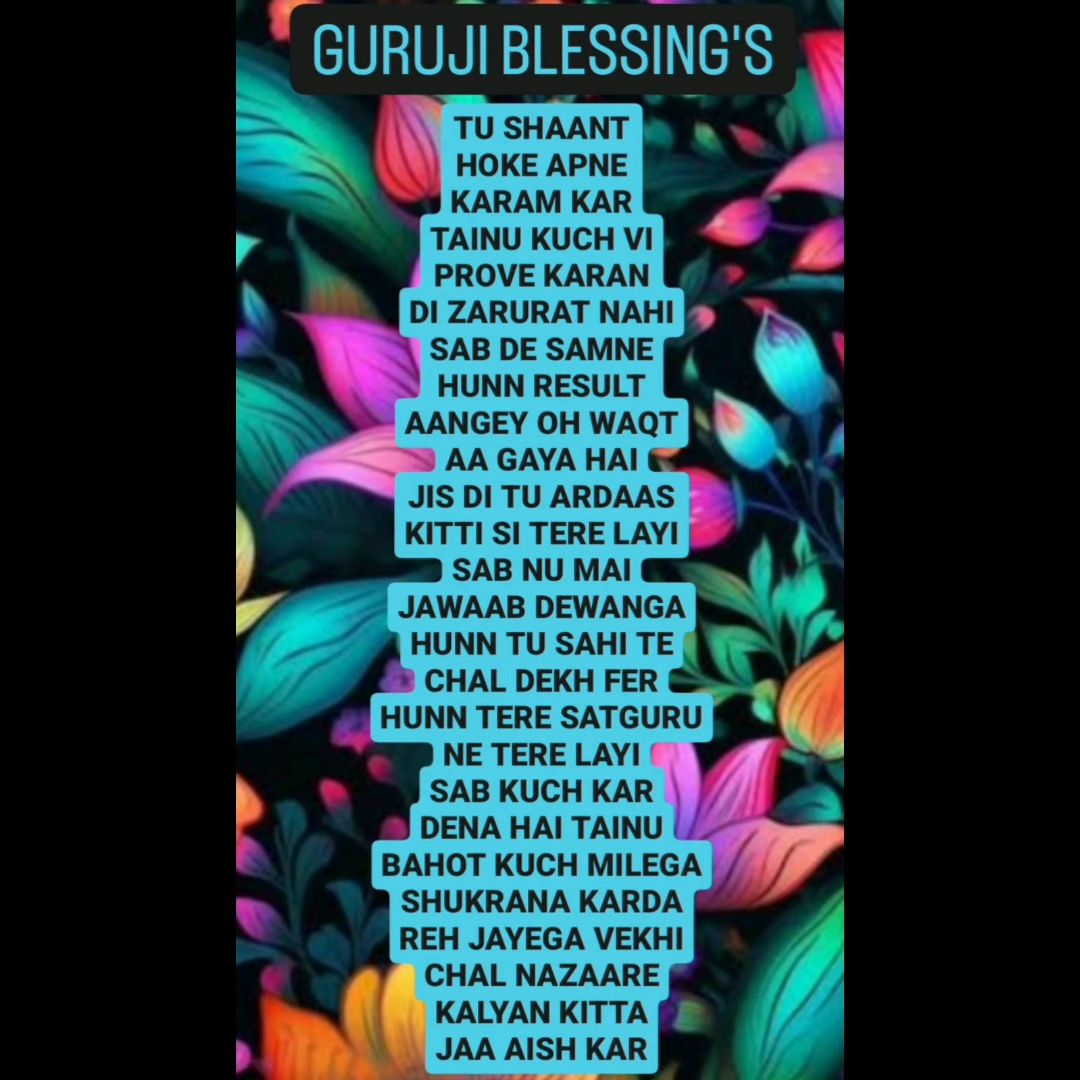 GURUJI BLESSING'S
TU SHAANT
HOKE APNE
KARAM KAR
TAINU KUCH VI
PROVE KARAN
DI ZARURAT NAHI
SAB DE SAMNE
HUNN RESULT
AANGEY OH WAQT
AA GAYA HAI
JIS DI TU ARDAAS
KITTI SI TERE LAYI
SAB NU MAI
JAWAAB DEWANGA
HUNN TU SAHI TE
CHAL DEKH FER
HUNN TERE SATGURU
NE TERE LAYI
SAB KUCH KAR
DENA HAI TAINU
BAHOT KUCH MILEGA
SHUKRANA KARDA
REH JAYEGA VEKHI
CHAL NAZAARE
KALYAN KITTA
JAA AISH KAR